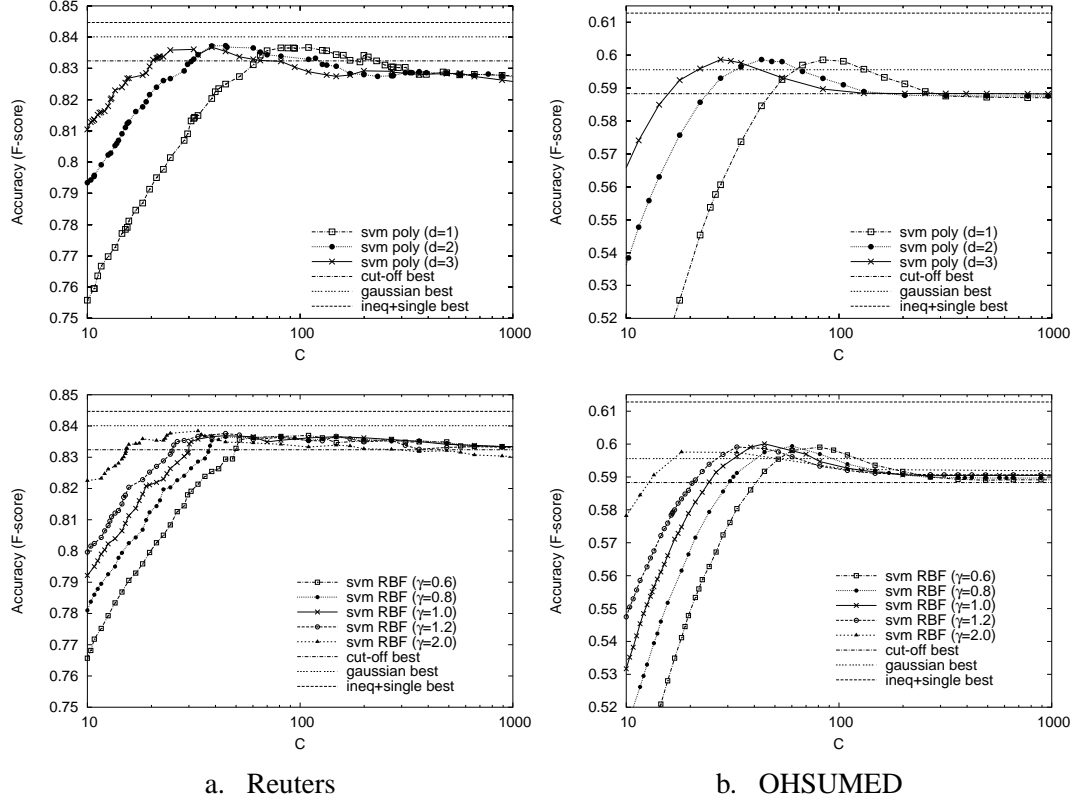 0.85
0.84
0.83
0.82
0.81
0.8
0.79
0.78
0.77
0.76
0.75
Accuracy (F-score)
10
100
1000
C
svm poly (d=1)
svm poly (d=2)
svm poly (d=3)
cut-off best
gaussian best
ineq+single best
0.61
0.6
0.59
0.58
0.57
0.56
0.55
0.54
0.53
0.52
Accuracy (F-score)
10
100
1000
C
svm poly (d=1)
svm poly (d=2)
svm poly (d=3)
cut-off best
gaussian best
ineq+single best
0.85
0.84
0.83
0.82
0.81
0.8
0.79
0.78
0.77
0.76
0.75
Accuracy (F-score)
10
100
1000
C
svm RBF (γ=0.6)
svm RBF (γ=0.8)
svm RBF (γ=1.0)
svm RBF (γ=1.2)
svm RBF (γ=2.0)
cut-off best
gaussian best
ineq+single best
0.61
0.6
0.59
0.58
0.57
0.56
0.55
0.54
0.53
0.52
Accuracy (F-score)
10
100
1000
C
svm RBF (γ=0.6)
svm RBF (γ=0.8)
svm RBF (γ=1.0)
svm RBF (γ=1.2)
svm RBF (γ=2.0)
cut-off best
gaussian best
ineq+single best
a. Reuters
b. OHSUMED